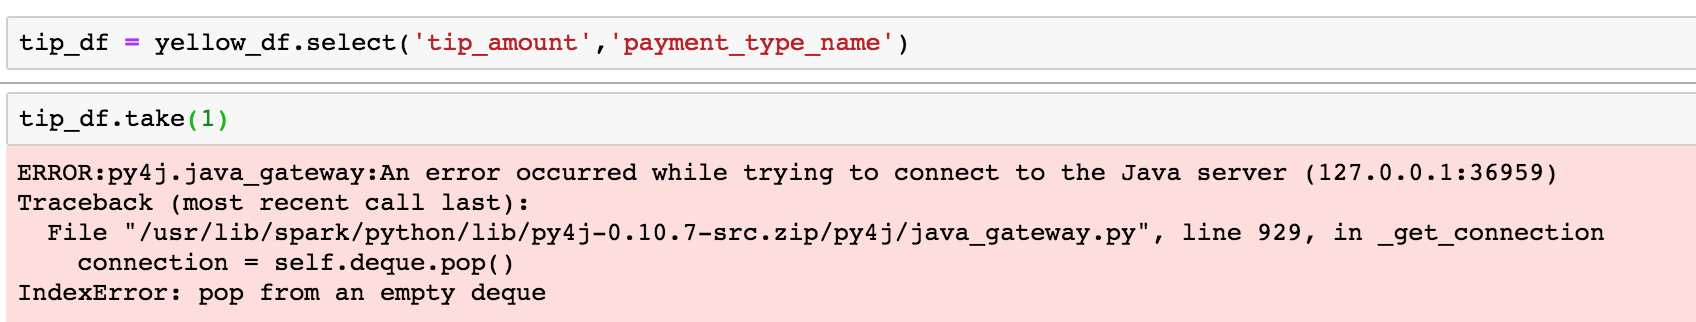 tip_df = yellow_df.select('tip_amount','payment_type_name')
tip_df.take(1)
ERROR:py4j.java_gateway:An error occurred while trying to connect to the Java server (127.0.0.1:36959)
Traceback (most recent call last):
  File "/usr/lib/spark/python/lib/py4j-0.10.7-src.zip/py4j/java_gateway.py", line 929, in _get_connection
    connection = self.deque.pop()
IndexError: pop from an empty deque